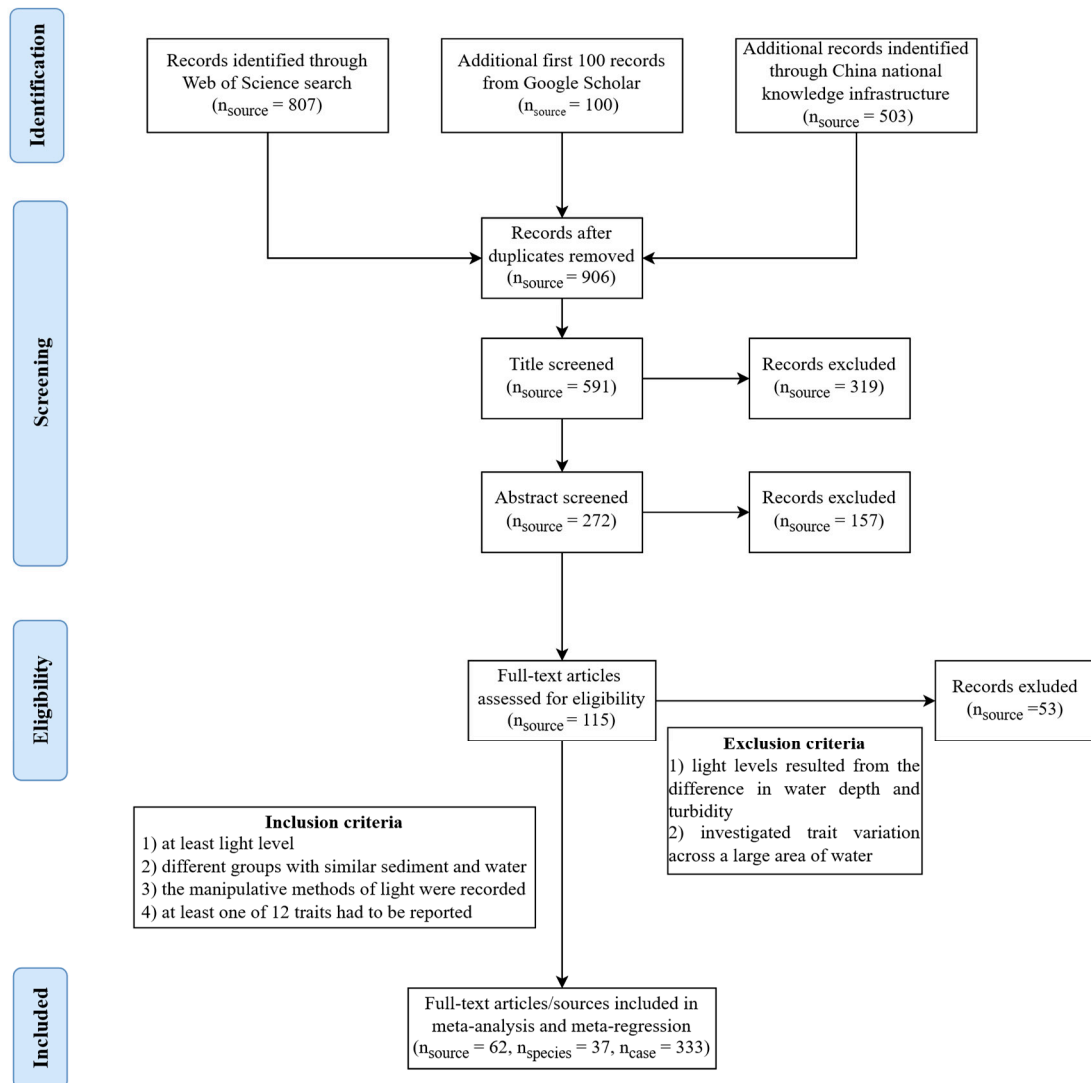 Identification
Records identified through
Web of Science search
(nsource = 807)
Additional first 100 records
from Google Scholar
(nsource = 100)
Additional records indentified
through China national
knowledge infrastructure
(nsource = 503)
Screening
Records after
duplicates removed
(nsource = 906)
Title screened
(nsource = 591)
Records excluded
(nsource = 319)
Abstract screened
(nsource = 272)
Records excluded
(nsource = 157)
Eligibility
Full-text articles
assessed for eligibility
(nsource = 115)
Records exluded
(nsource =53)
Exclusion criteria
1) light levels resulted from the
difference in water depth and
turbidity
2) investigated trait variation
across a large area of water
Inclusion criteria
1) at least light level
2) different groups with similar sediment and water
3) the manipulative methods of light were recorded
4) at least one of 12 traits had to be reported
Included
Full-text articles/sources included in
meta-analysis and meta-regression
(nsource = 62, nspecies = 37, ncase = 333)